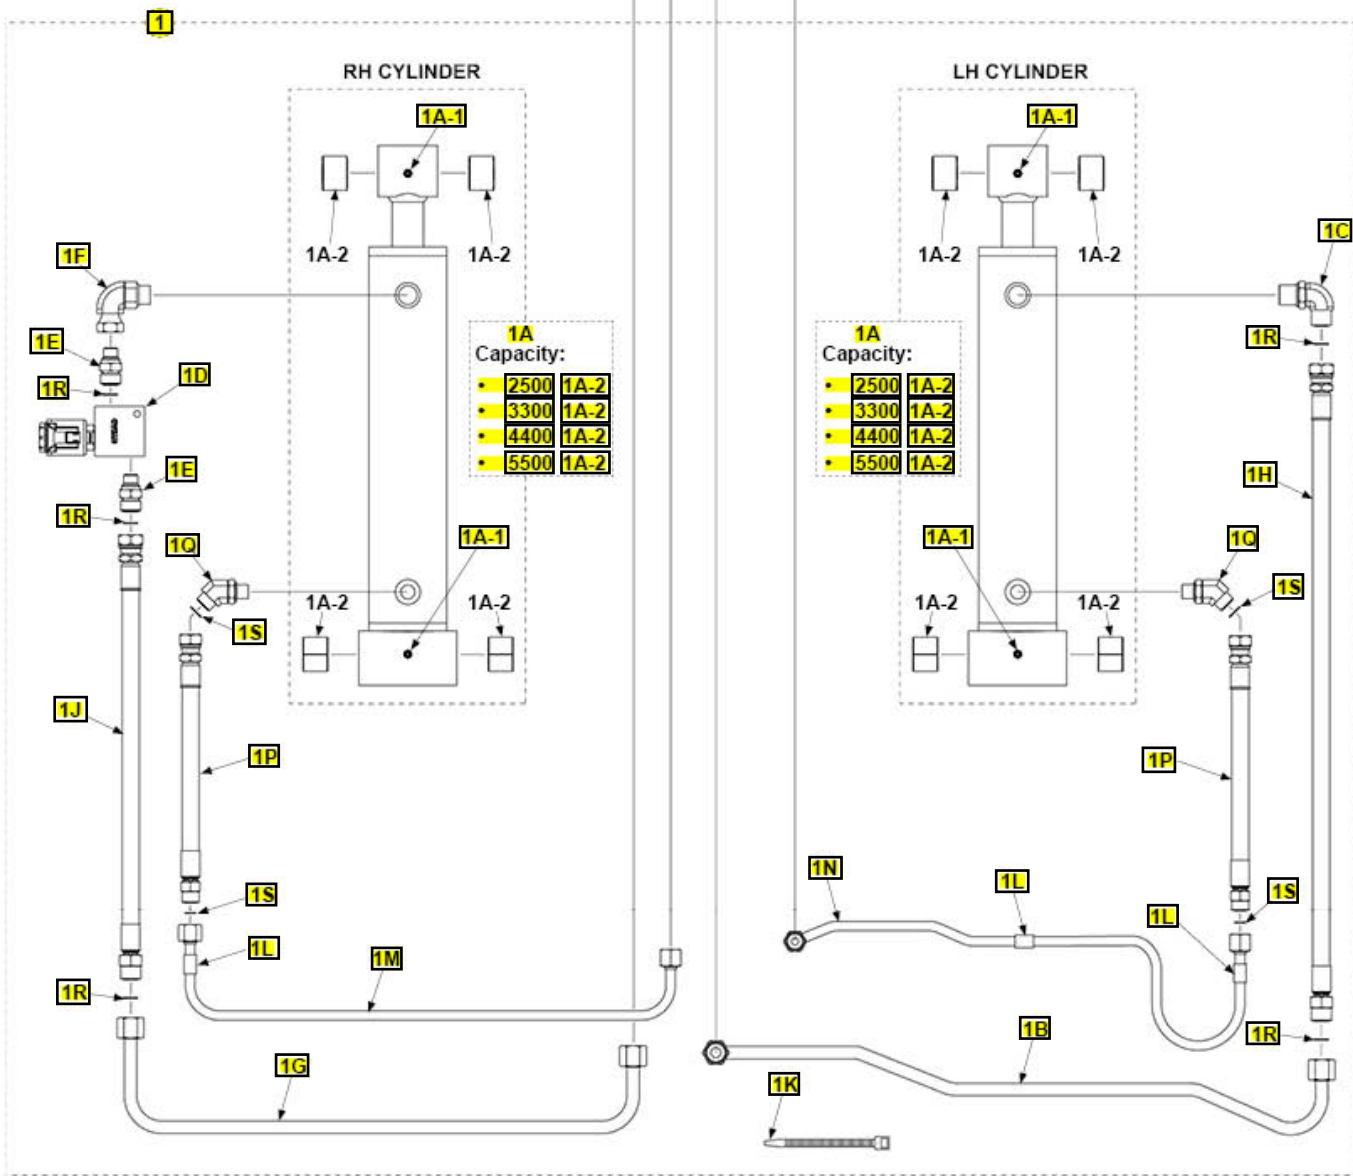 1
RH CYLINDER
LH CYLINDER
1A-1
1A-1
1A-2
1A-2
1A-2
1A-2
1F
1C
1E
1R
1D
1A
Capacity:
• 2500 1A-2
• 3300 1A-2
• 4400 1A-2
• 5500 1A-2
1A
Capacity:
• 2500 1A-2
• 3300 1A-2
• 4400 1A-2
• 5500 1A-2
1R
1E
1H
1R
1A-1
1A-1
1Q
1Q
1S
1A-2
1A-2
1A-2
1A-2
1S
1J
1P
1P
1N
1L
1S
1S
1L
1L
1M
1R
1B
1R
1G
1K